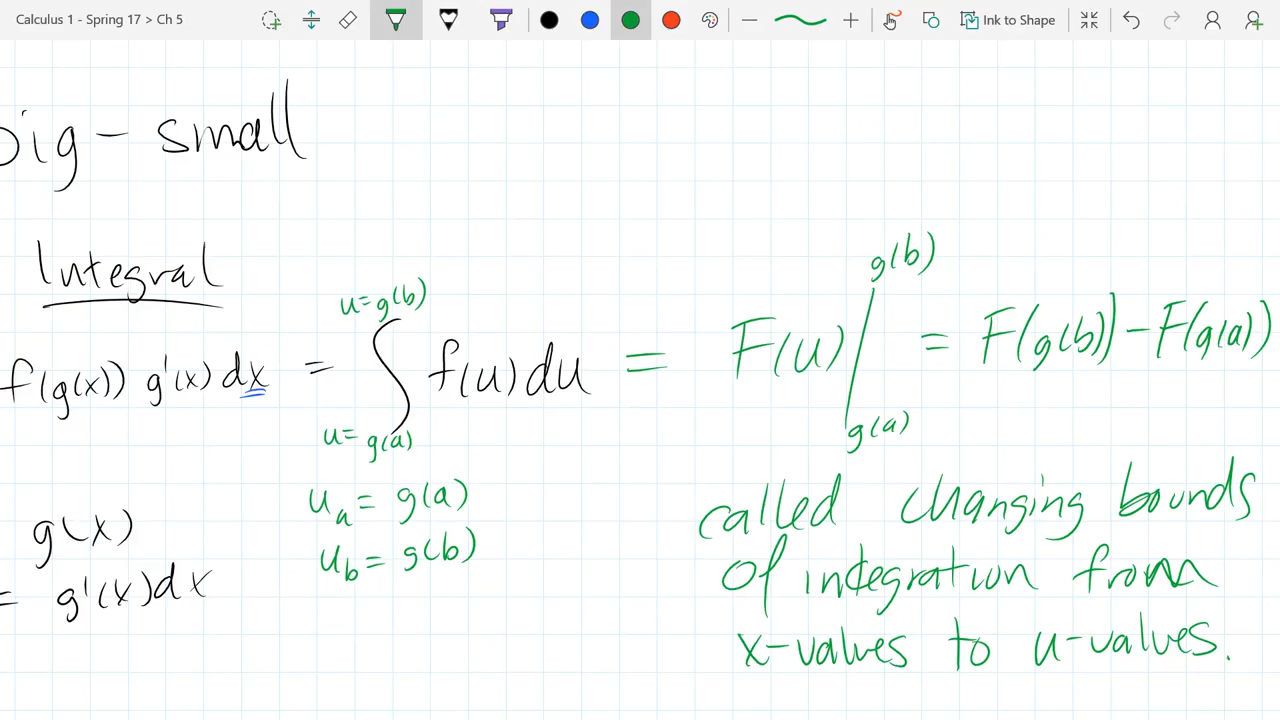 Calculus 1 - Spring 17 > Ch 5
Ink to Shape
big - small
Integral
f(g(x)) g'(x) dx = ∫ f(u) du = F(u) | = F(g(b)) - F(g(a))
u = g(b)
g(b)
u = g(a)
g(a)
u_a = g(a)
u_b = g(b)
g(x)
= g'(x)dx
called changing bounds
of integration from
x-values to u-values.